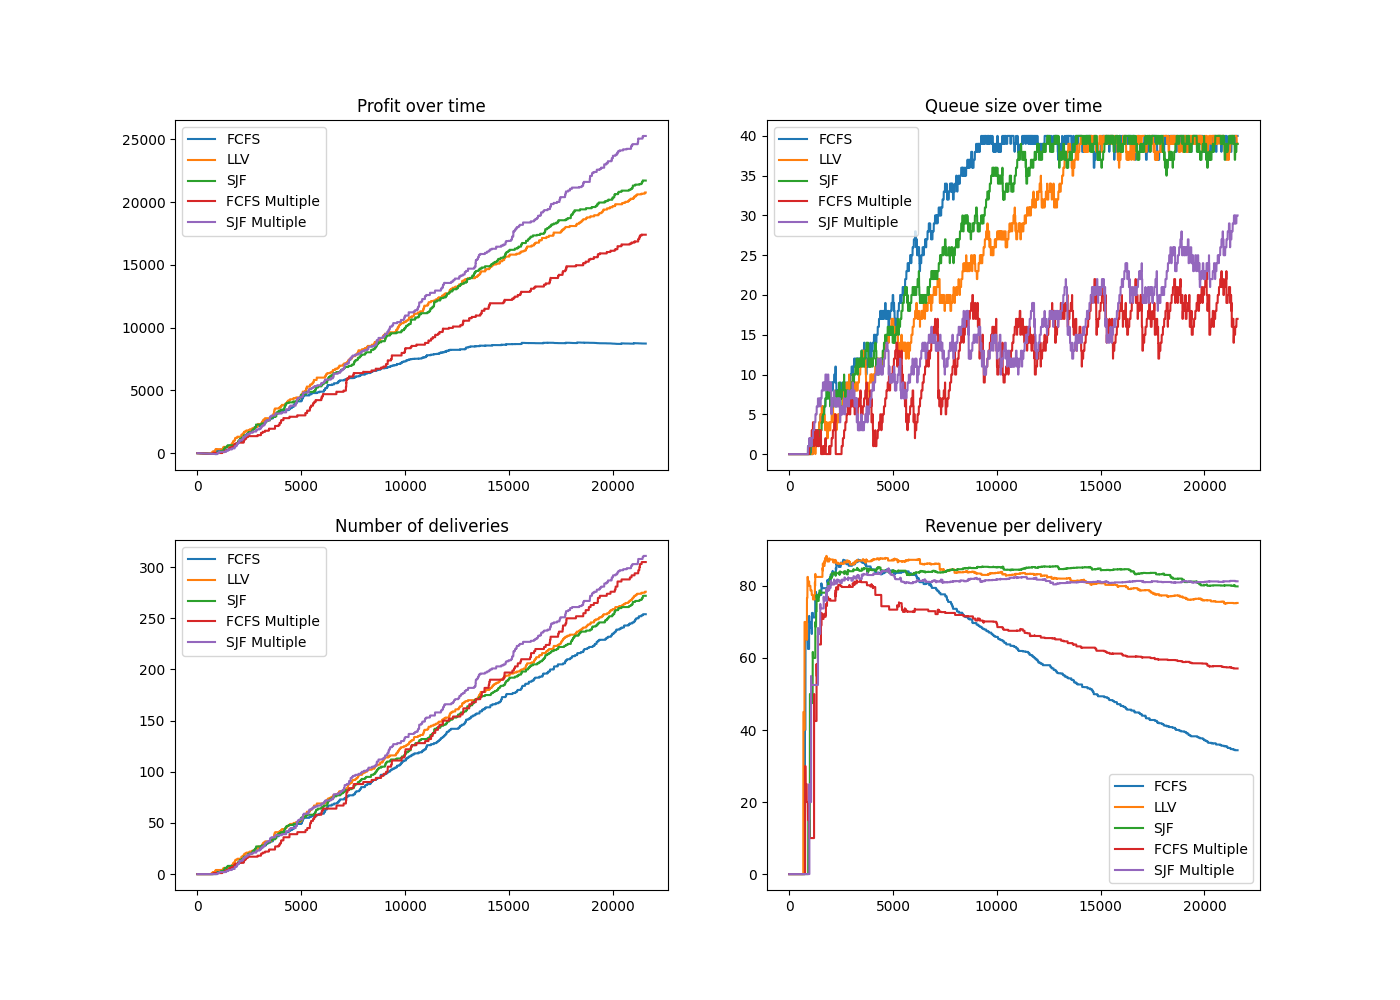 Profit over time
25000
20000
15000
10000
5000
0
FCFS
LLV
SJF
FCFS Multiple
SJF Multiple
0 5000 10000 15000 20000
Queue size over time
40
35
30
25
20
15
10
5
0
FCFS
LLV
SJF
FCFS Multiple
SJF Multiple
0 5000 10000 15000 20000
Number of deliveries
300
250
200
150
100
50
0
FCFS
LLV
SJF
FCFS Multiple
SJF Multiple
0 5000 10000 15000 20000
Revenue per delivery
80
60
40
20
0
FCFS
LLV
SJF
FCFS Multiple
SJF Multiple
0 5000 10000 15000 20000